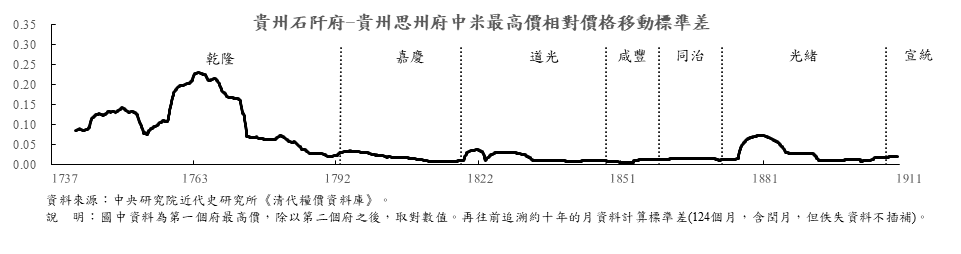 貴州石阡府-貴州思州府中米最高價相對價格移動標準差
0.35
0.30
0.25
0.20
0.15
0.10
0.05
0.00
乾隆 嘉慶 道光 咸豐 同治 光緒 宣統
1737 1763 1792 1822 1851 1881 1911
資料來源：中央研究院近代史研究所《清代糧價資料庫》。
說　明：圖中資料為第一個府最高價，除以第二個府之後，取對數值。再往前追溯約十年的月資料計算標準差(124個月，含閏月，但佚失資料不插補)。